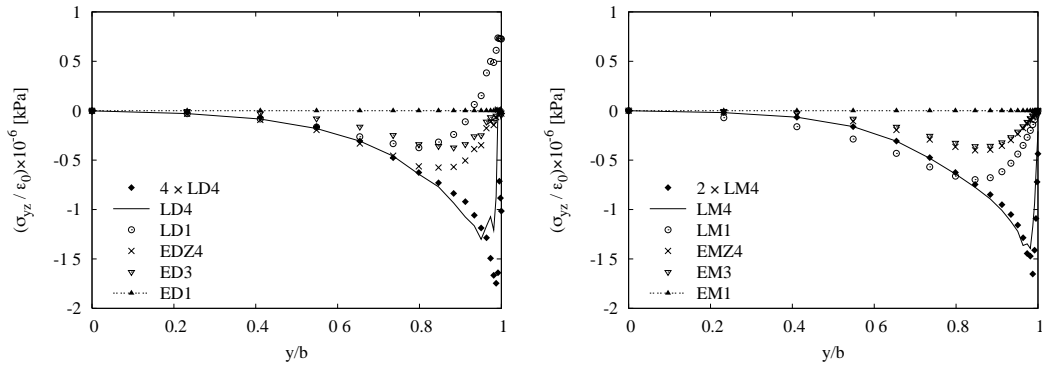 1
0 5
0
-0.5
-1
-1 5
-2
0 0.2 0.4 0 6 0.8 1
(σyz / ε0)×10-6 [kPa]
y/b
4 × LD4
LD4
LD1
EDZ4
ED3
ED1
1
0 5
0
-0.5
-1
-1 5
-2
0 0.2 0.4 0 6 0.8 1
(σyz / ε0)×10-6 [kPa]
y/b
2 × LM4
LM4
LM1
EMZ4
EM3
EM1